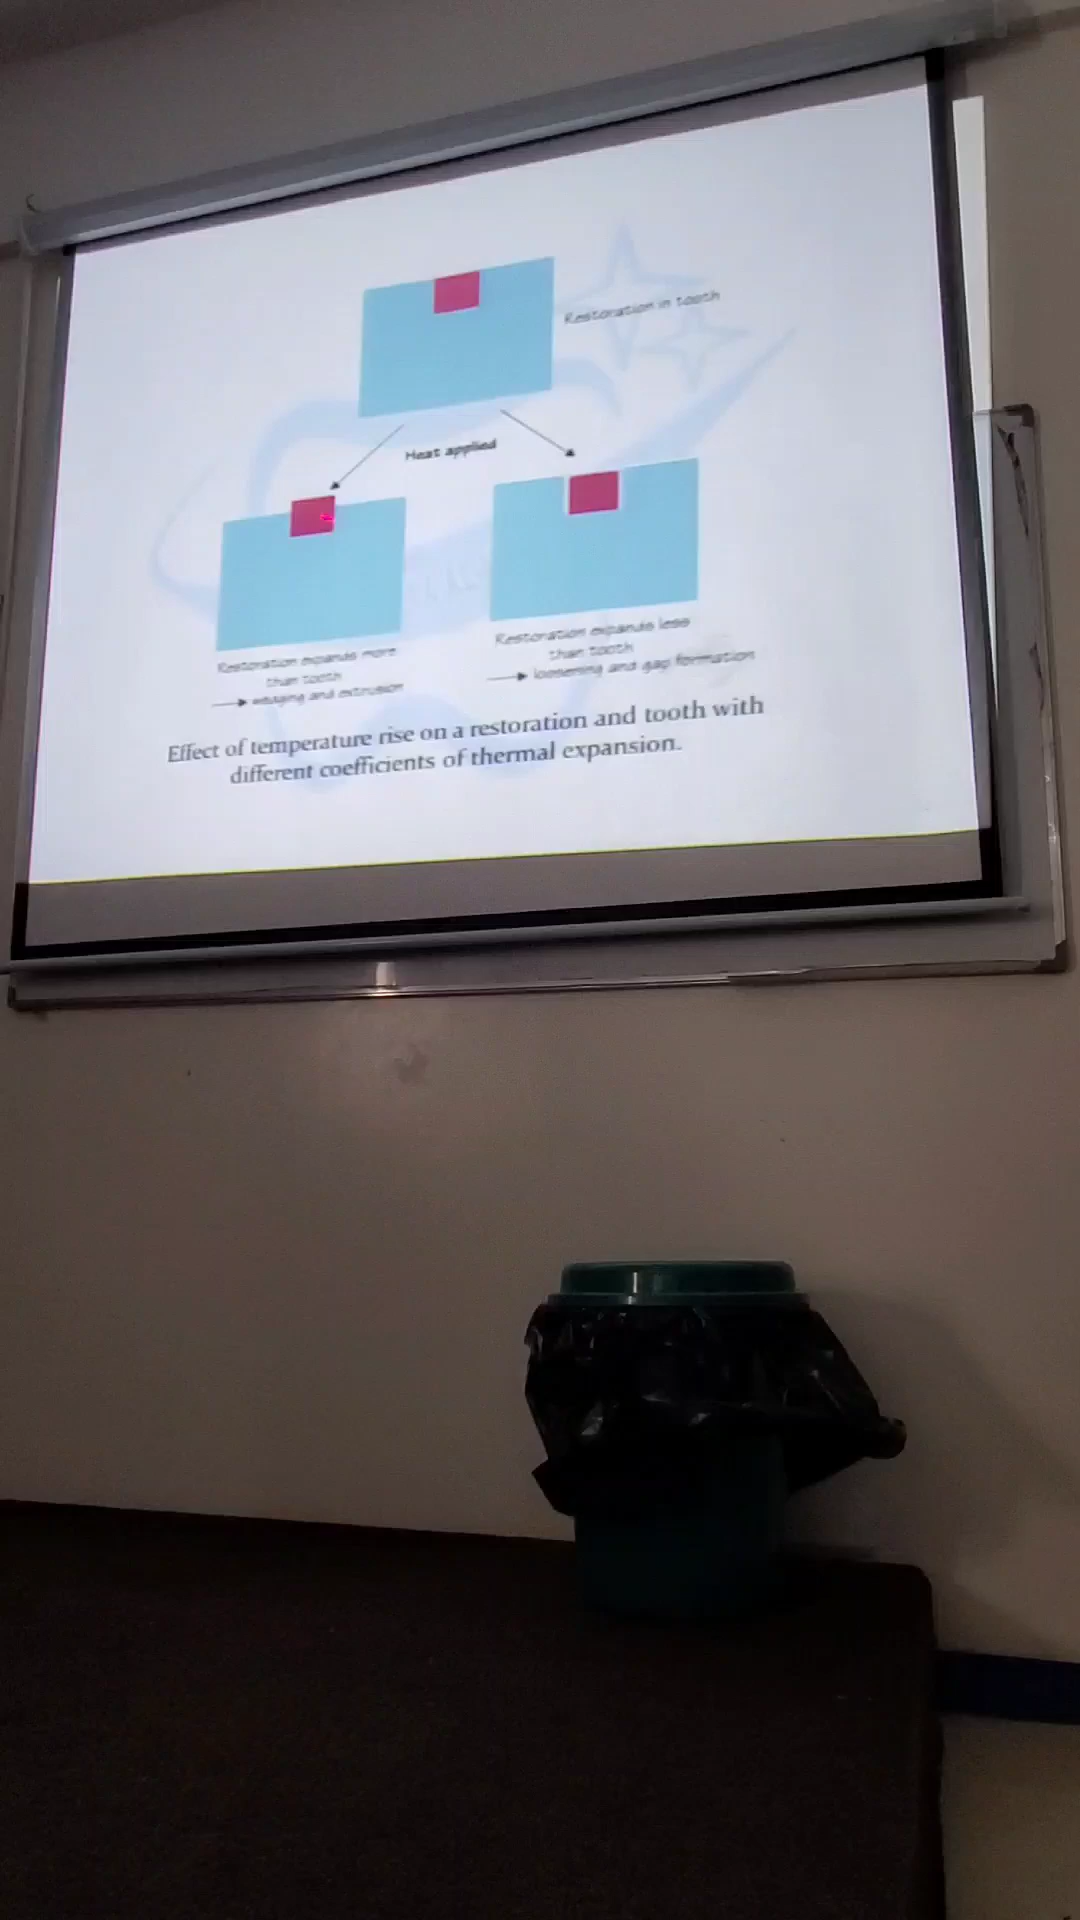 Restoration in tooth
Heat applied
Restoration expands more
than tooth
wedging and extrusion
Restoration expands less
than tooth
loosening and gap formation
Effect of temperature rise on a restoration and tooth with
different coefficients of thermal expansion.